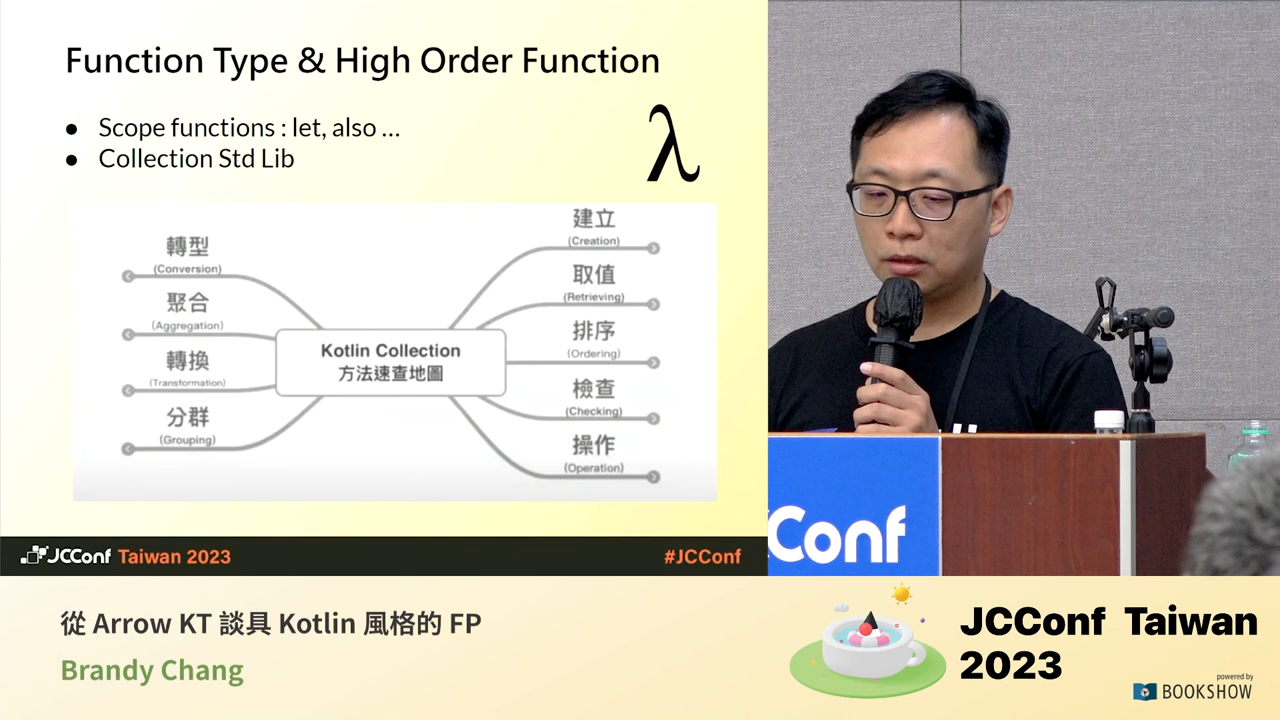 Function Type & High Order Function
● Scope functions : let, also ...
● Collection Std Lib
λ
轉型
(Conversion)
聚合
(Aggregation)
轉換
(Transformation)
分群
(Grouping)
Kotlin Collection
方法速查地圖
建立
(Creation)
取值
(Retrieving)
排序
(Ordering)
檢查
(Checking)
操作
(Operation)
JCConf Taiwan 2023
#JCConf
Conf
從 Arrow KT 談具 Kotlin 風格的 FP
Brandy Chang
JCConf Taiwan
2023
powered by
BOOKSHOW